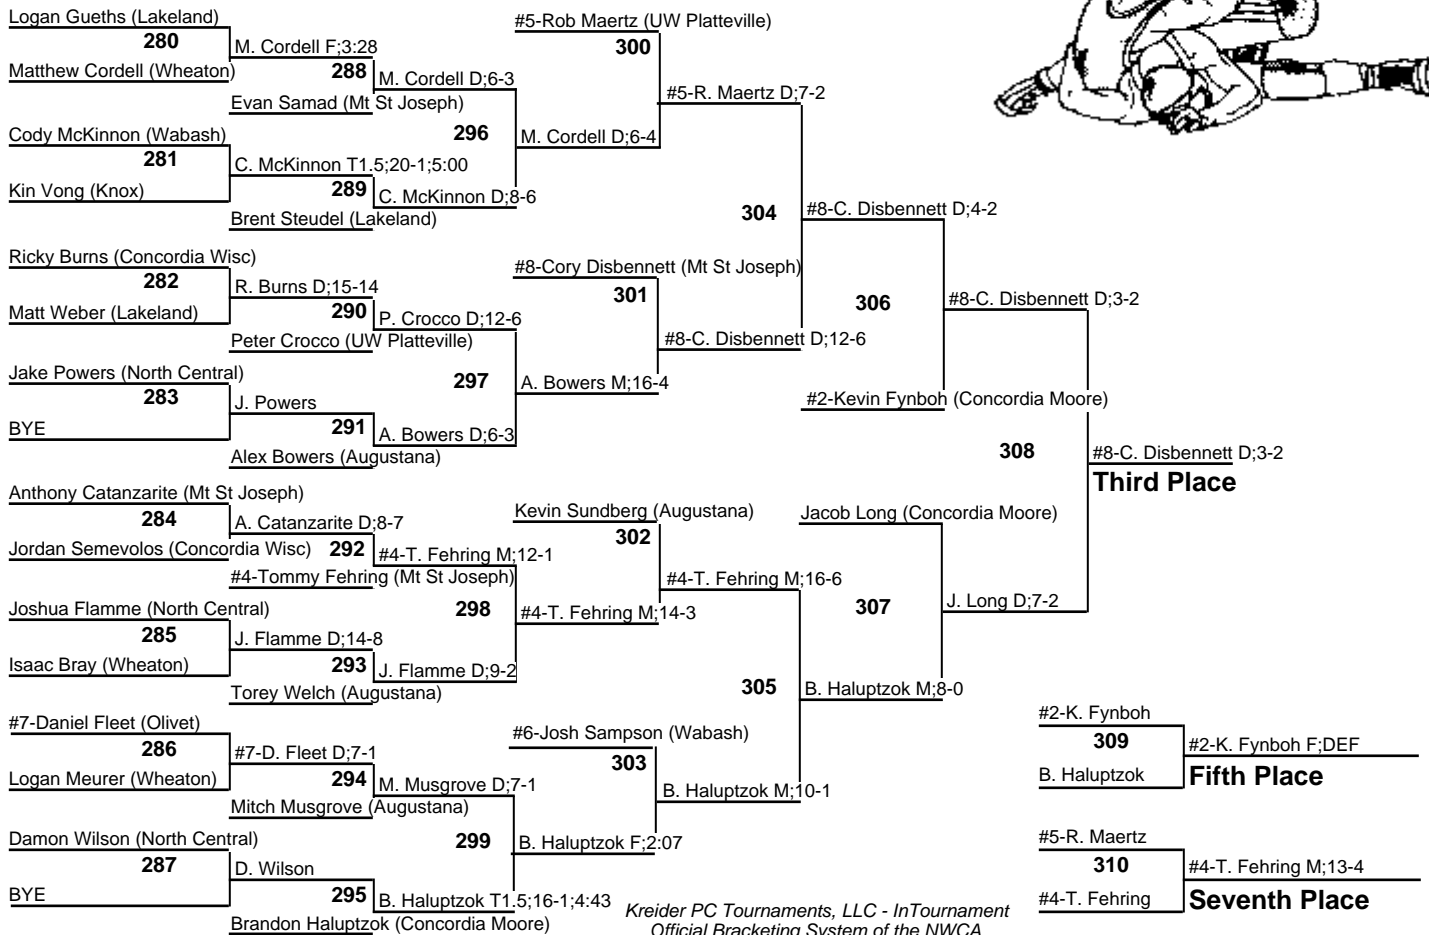 Logan Gueths (Lakeland)
280
M. Cordell F;3:28
Matthew Cordell (Wheaton)
288
M. Cordell D;6-3
Evan Samad (Mt St Joseph)
296
M. Cordell D;6-4
Cody McKinnon (Wabash)
281
C. McKinnon T1.5;20-1;5:00
Kin Vong (Knox)
289
C. McKinnon D;8-6
Brent Steudel (Lakeland)
#5-Rob Maertz (UW Platteville)
300
#5-R. Maertz D;7-2
304
#8-C. Disbennett D;4-2
Ricky Burns (Concordia Wisc)
282
R. Burns D;15-14
Matt Weber (Lakeland)
290
P. Crocco D;12-6
Peter Crocco (UW Platteville)
297
A. Bowers M;16-4
Jake Powers (North Central)
283
J. Powers
BYE
291
A. Bowers D;6-3
Alex Bowers (Augustana)
#8-Cory Disbennett (Mt St Joseph)
301
#8-C. Disbennett D;12-6
306
#8-C. Disbennett D;3-2
#2-Kevin Fynboh (Concordia Moore)
308
#8-C. Disbennett D;3-2
Third Place
Anthony Catanzarite (Mt St Joseph)
284
A. Catanzarite D;8-7
Jordan Semevolos (Concordia Wisc)
292
#4-T. Fehring M;12-1
#4-Tommy Fehring (Mt St Joseph)
298
#4-T. Fehring M;14-3
Joshua Flamme (North Central)
285
J. Flamme D;14-8
Isaac Bray (Wheaton)
293
J. Flamme D;9-2
Torey Welch (Augustana)
Kevin Sundberg (Augustana)
302
#4-T. Fehring M;16-6
Jacob Long (Concordia Moore)
307
J. Long D;7-2
305
B. Haluptzok M;8-0
#7-Daniel Fleet (Olivet)
286
#7-D. Fleet D;7-1
Logan Meurer (Wheaton)
294
M. Musgrove D;7-1
Mitch Musgrove (Augustana)
299
B. Haluptzok F;2:07
Damon Wilson (North Central)
287
D. Wilson
BYE
295
B. Haluptzok T1.5;16-1;4:43
Brandon Haluptzok (Concordia Moore)
#6-Josh Sampson (Wabash)
303
B. Haluptzok M;10-1
#2-K. Fynboh
309
#2-K. Fynboh F;DEF
B. Haluptzok
Fifth Place
#5-R. Maertz
310
#4-T. Fehring M;13-4
#4-T. Fehring
Seventh Place
Kreider PC Tournaments, LLC - InTournament
Official Bracketing System of the NWCA